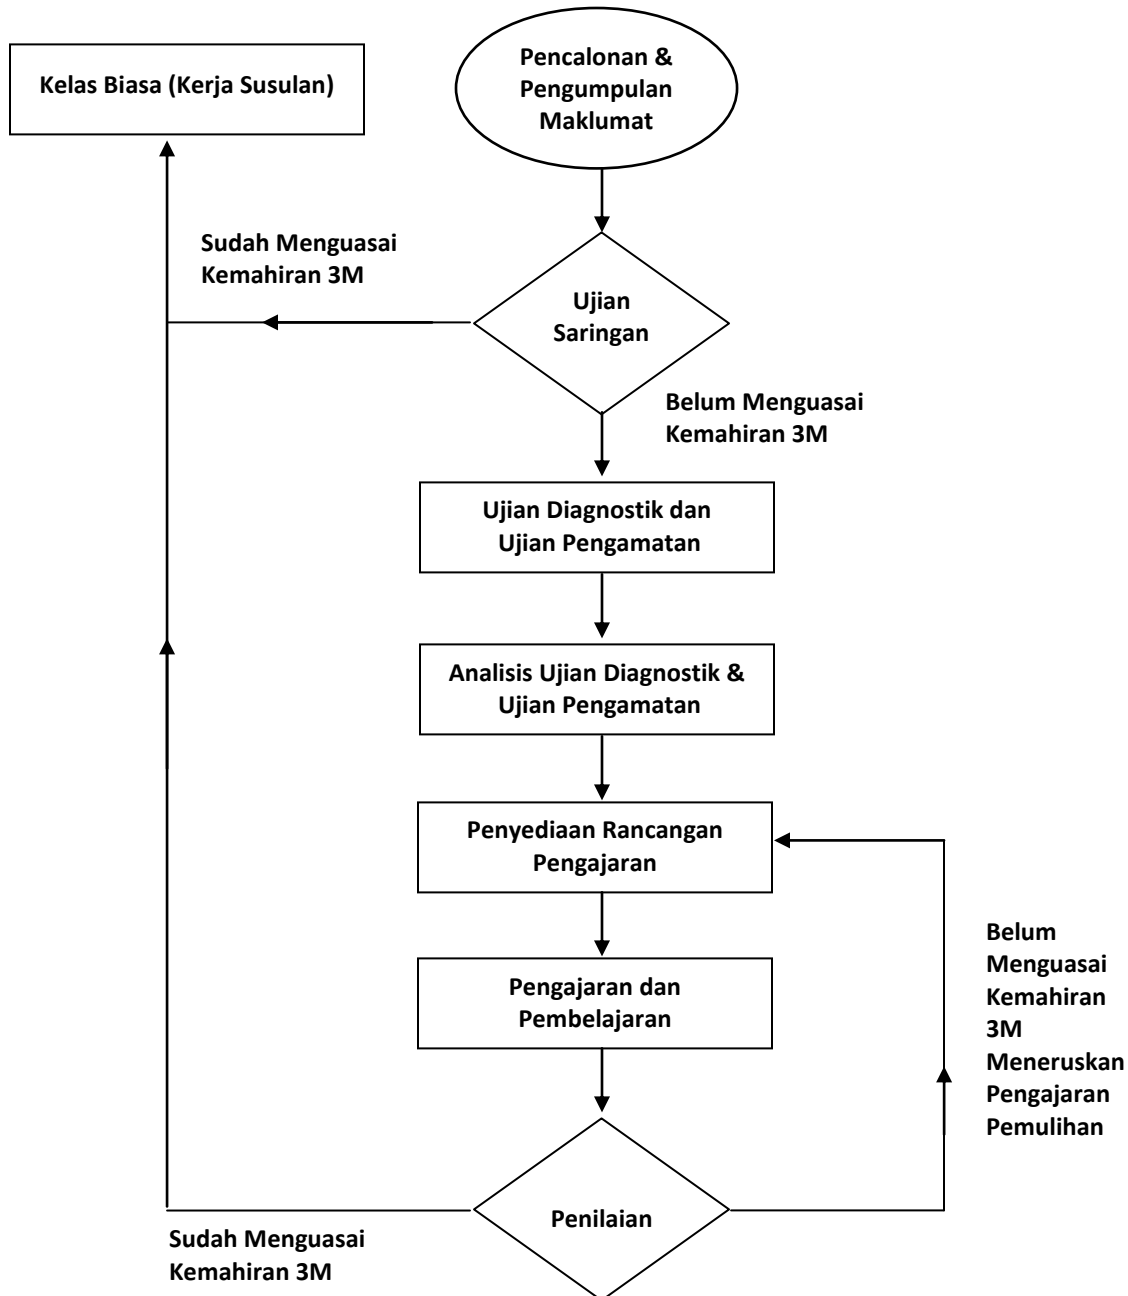 Kelas Biasa (Kerja Susulan)
Pencalonan &
Pengumpulan
Maklumat
Sudah Menguasai
Kemahiran 3M
Ujian
Saringan
Belum Menguasai
Kemahiran 3M
Ujian Diagnostik dan
Ujian Pengamatan
Analisis Ujian Diagnostik &
Ujian Pengamatan
Penyediaan Rancangan
Pengajaran
Pengajaran dan
Pembelajaran
Belum
Menguasai
Kemahiran
3M
Meneruskan
Pengajaran
Pemulihan
Penilaian
Sudah Menguasai
Kemahiran 3M